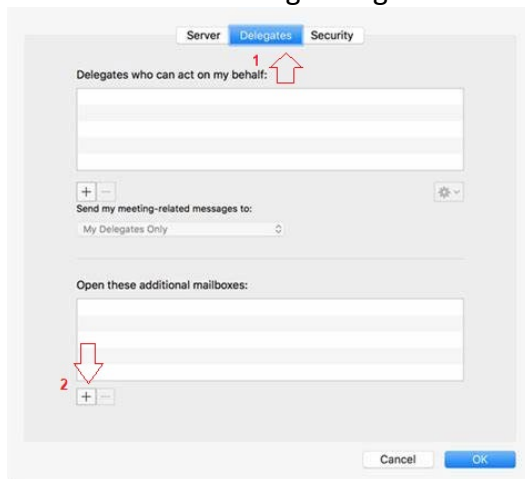 Server Delegates Security
1
Delegates who can act on my behalf:
+ −
Send my meeting-related messages to:
My Delegates Only
Open these additional mailboxes:
2
+ −
Cancel OK